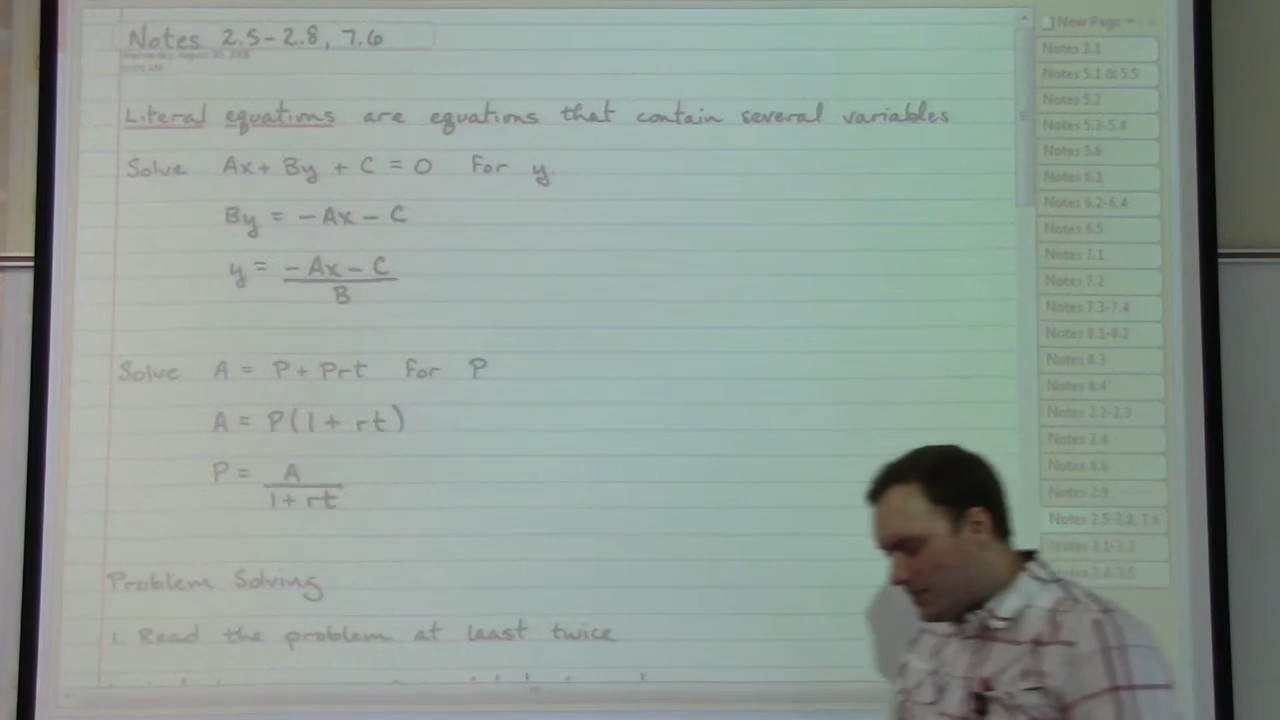 Notes 2.5-2.8, 7.6
Literal equations are equations that contain several variables
Solve Ax + By + C = 0 for y.
By = -Ax - C
y = -Ax - C
B
Solve A = P + Prt for P
A = P(1 + rt)
P = A
1 + rt
Problem Solving
1. Read the problem at least twice
New Page
Notes 2.1
Notes 5.1 & 5.5
Notes 5.2
Notes 5.3-5.4
Notes 5.6
Notes 6.1
Notes 6.2-6.4
Notes 6.5
Notes 7.1
Notes 7.2
Notes 7.3-7.4
Notes 8.1-8.2
Notes 8.3
Notes 8.4
Notes 2.2-2.3
Notes 2.4
Notes 6.6
Notes 2.9
Notes 2.5-2.8, 7.6